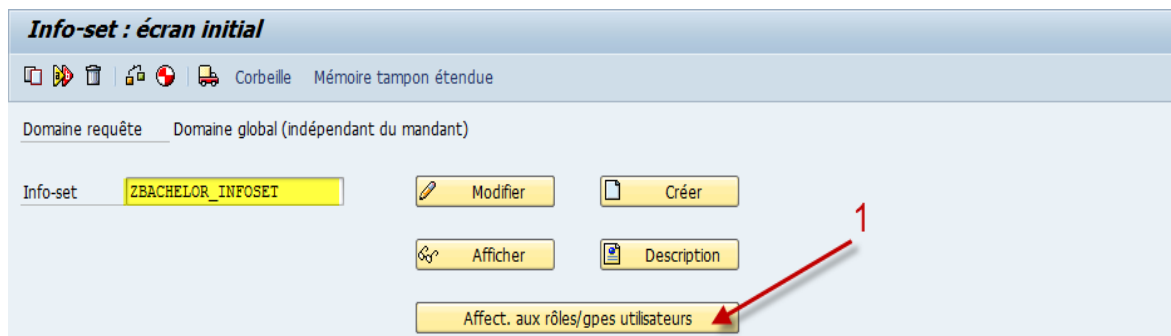 Info-set : écran initial
Corbeille Mémoire tampon étendue
Domaine requête Domaine global (indépendant du mandant)
Info-set ZBACHELOR_INFOSET Modifier Créer
1
Afficher Description
Affect. aux rôles/gpes utilisateurs